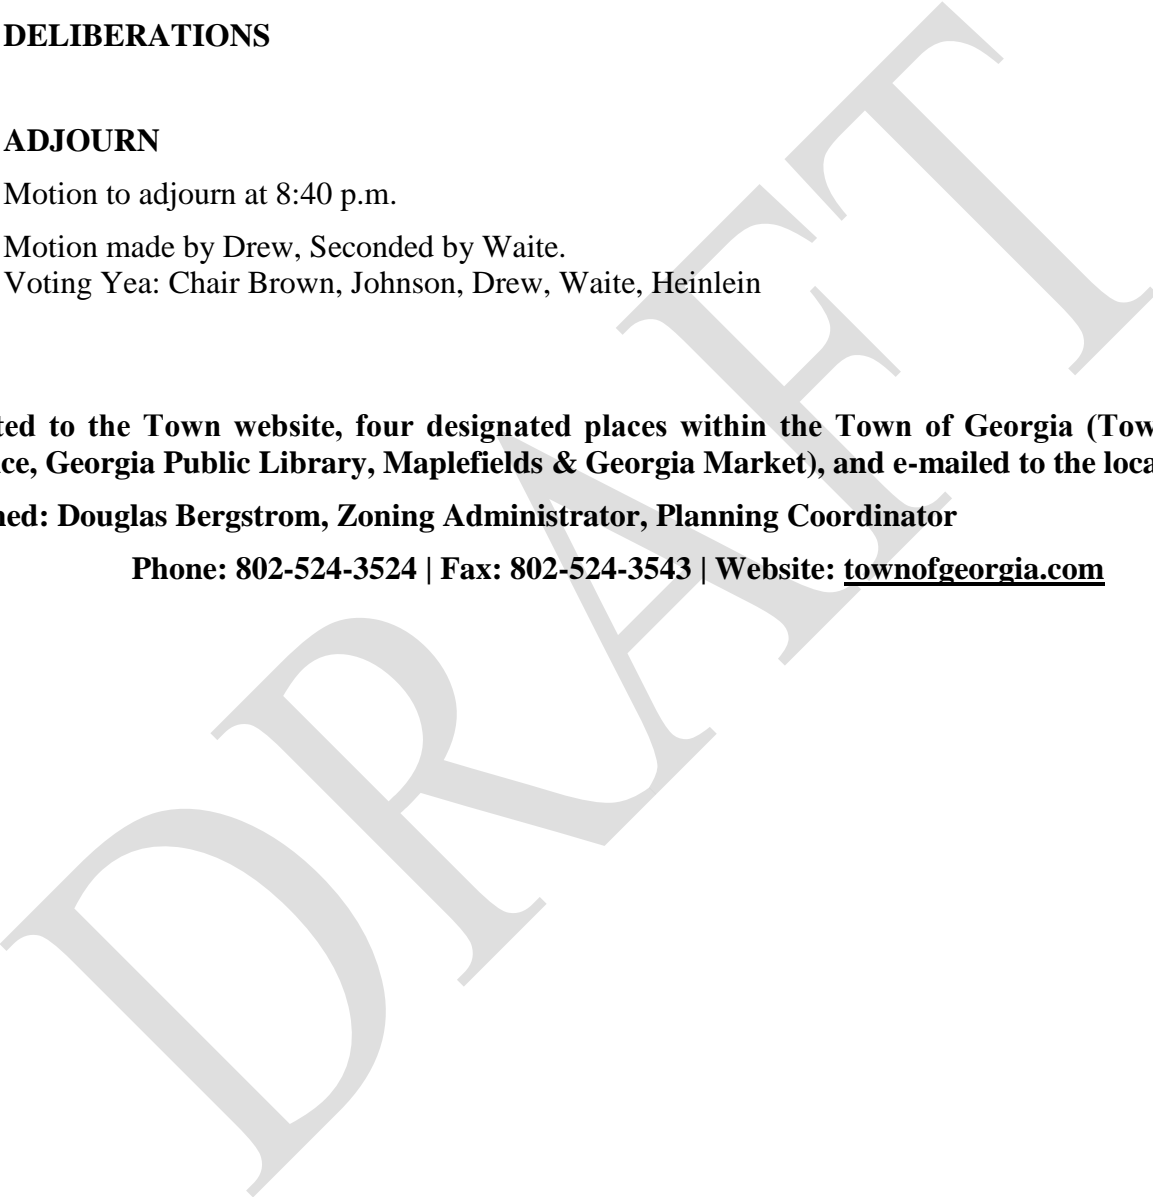 DELIBERATIONS
ADJOURN
Motion to adjourn at 8:40 p.m.
Motion made by Drew, Seconded by Waite.
Voting Yea: Chair Brown, Johnson, Drew, Waite, Heinlein
ted to the Town website, four designated places within the Town of Georgia (Tow
ce, Georgia Public Library, Maplefields & Georgia Market), and e-mailed to the loca
ned: Douglas Bergstrom, Zoning Administrator, Planning Coordinator
Phone: 802-524-3524 | Fax: 802-524-3543 | Website: townofgeorgia.com
DRAFT